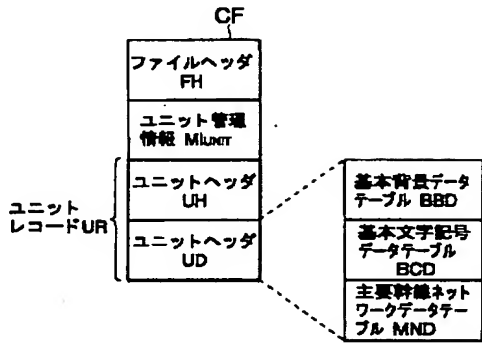 CF
ファイルヘッダ
FH
ユニット管理
情報 MIUNIT
ユニットヘッダ
UH
ユニットヘッダ
UD
ユニット
レコードUR
基本背景データ
テーブル BBD
基本文字記号
データテーブル
BCD
主要幹線ネット
ワークデータテー
ブル MND